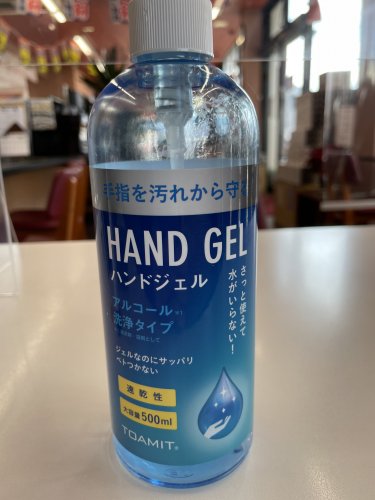 手指を汚れから守る
HAND GEL
ハンドジェル
アルコール※1
洗浄タイプ
さっと使えて
水がいらない!
ジェルなのにサッパリ
ベトつかない
速乾性
大容量500ml
TOAMIT®